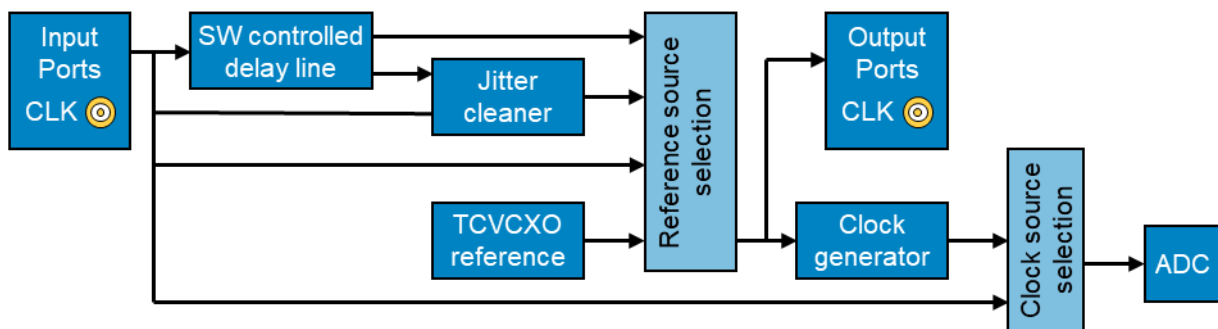 Input
Ports
CLK
SW controlled
delay line
Jitter
cleaner
TCVCXO
reference
Reference source
selection
Output
Ports
CLK
Clock
generator
Clock source
selection
ADC